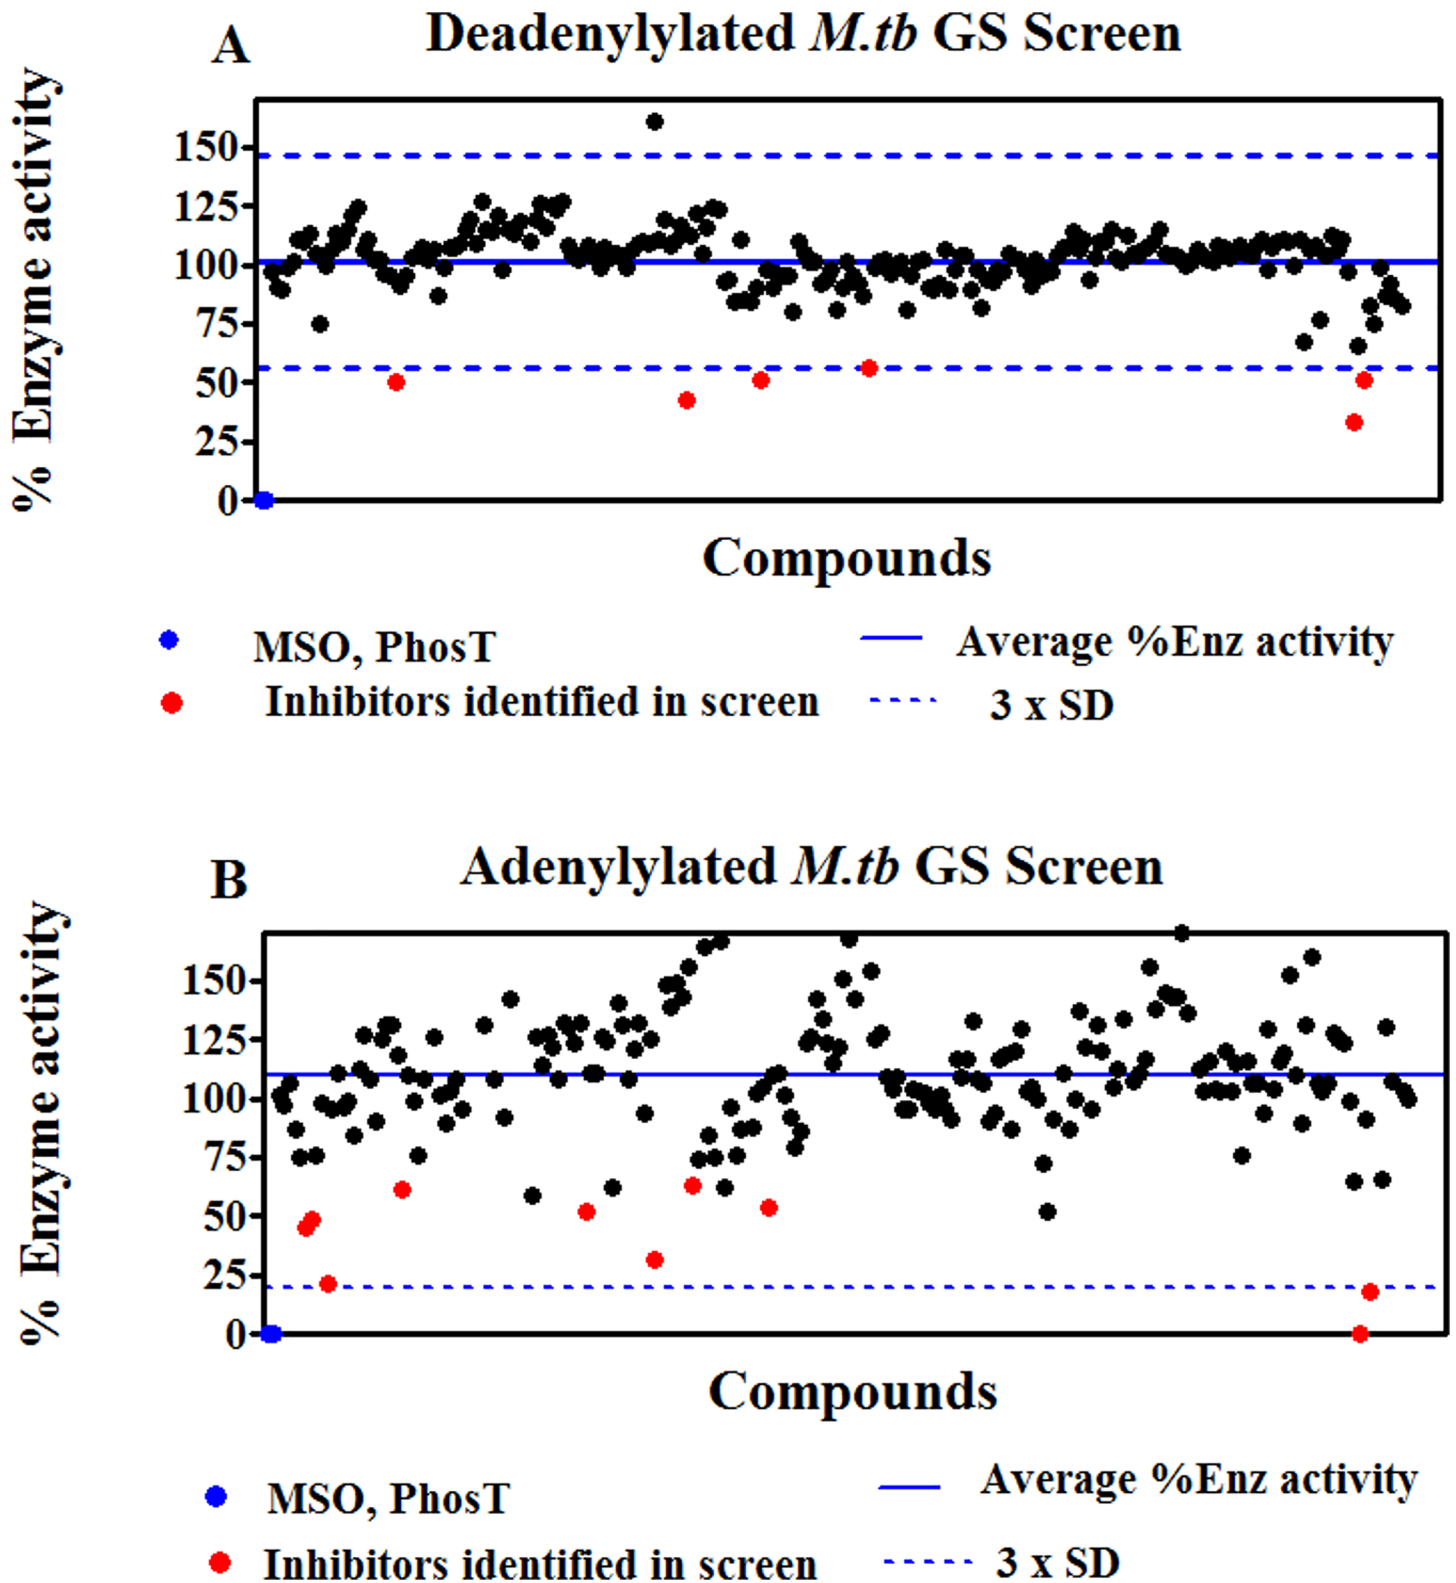 A
Deadenylylated M.tb GS Screen
% Enzyme activity
150
125
100
75
50
25
0
Compounds
MSO, PhosT
Average %Enz activity
Inhibitors identified in screen
3 x SD
B
Adenylylated M.tb GS Screen
% Enzyme activity
150
125
100
75
50
25
0
Compounds
MSO, PhosT
Average %Enz activity
Inhibitors identified in screen
3 x SD